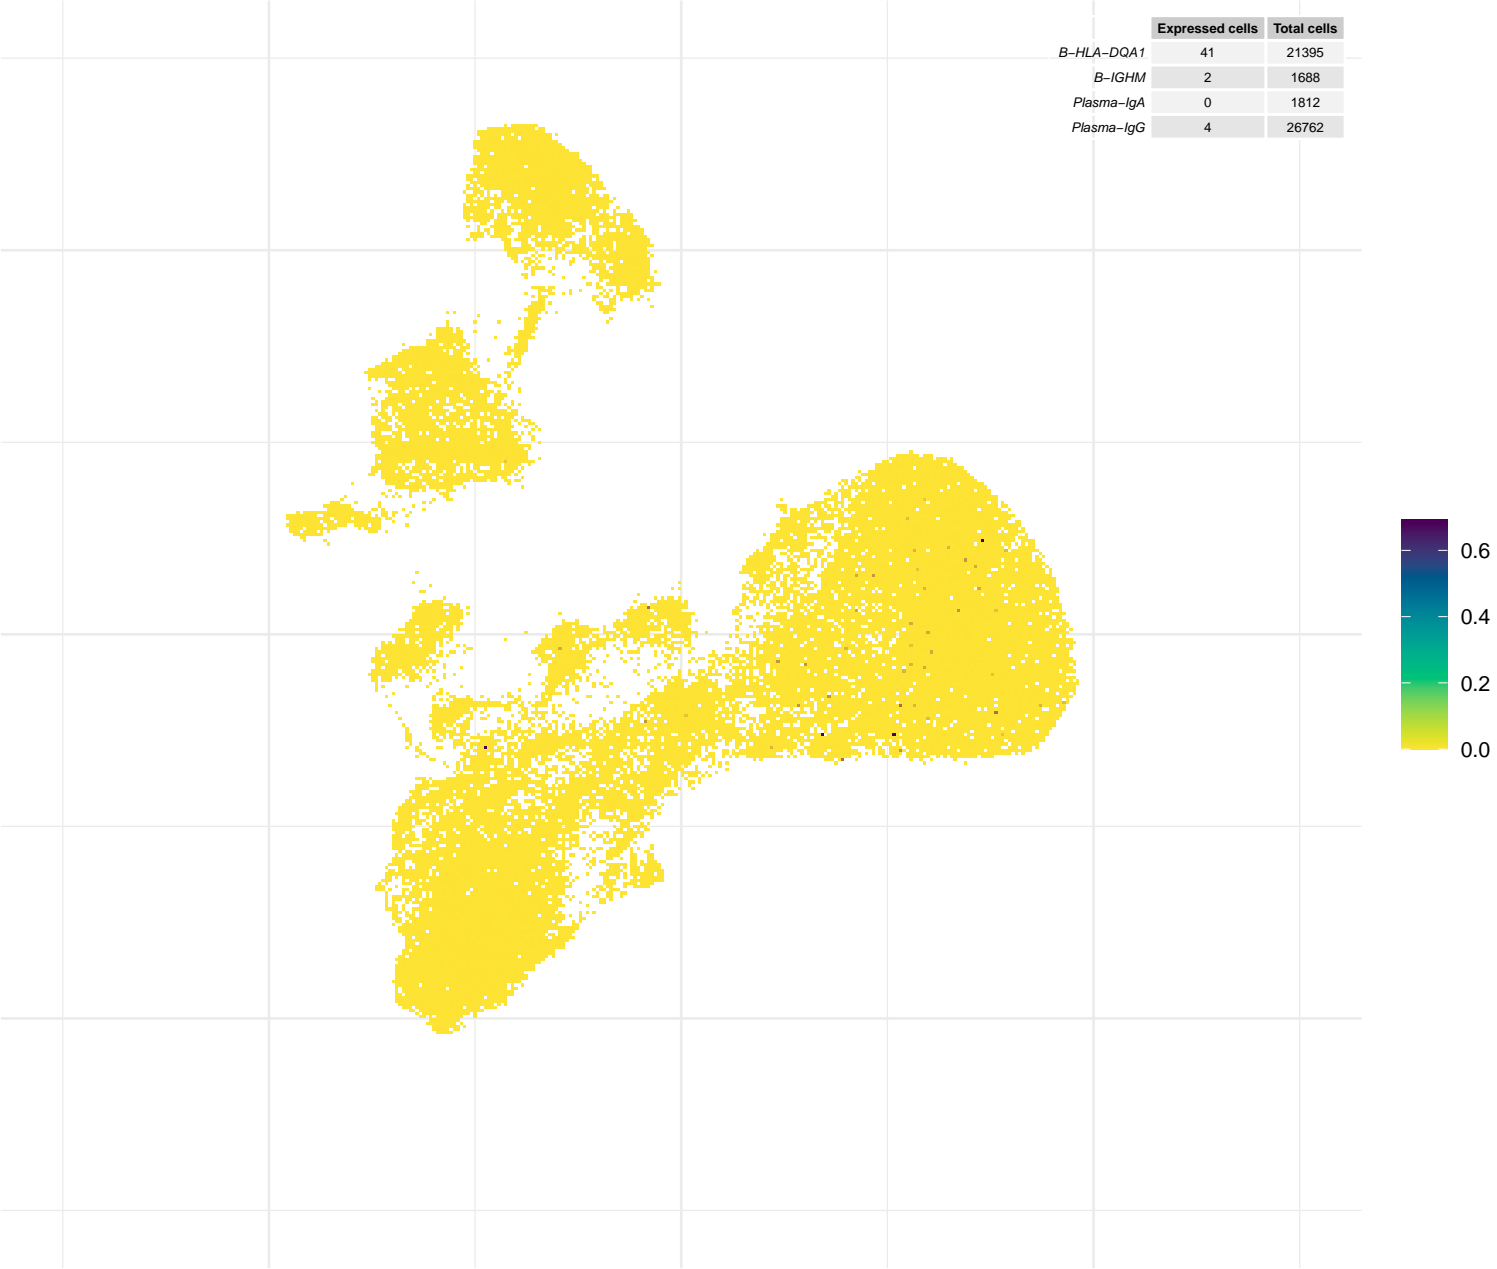 Expressed cells Total cells
B−HLA−DQA1 41 21395
B−IGHM 2 1688
Plasma−IgA 0 1812
Plasma−IgG 4 26762
0.6
0.4
0.2
0.0